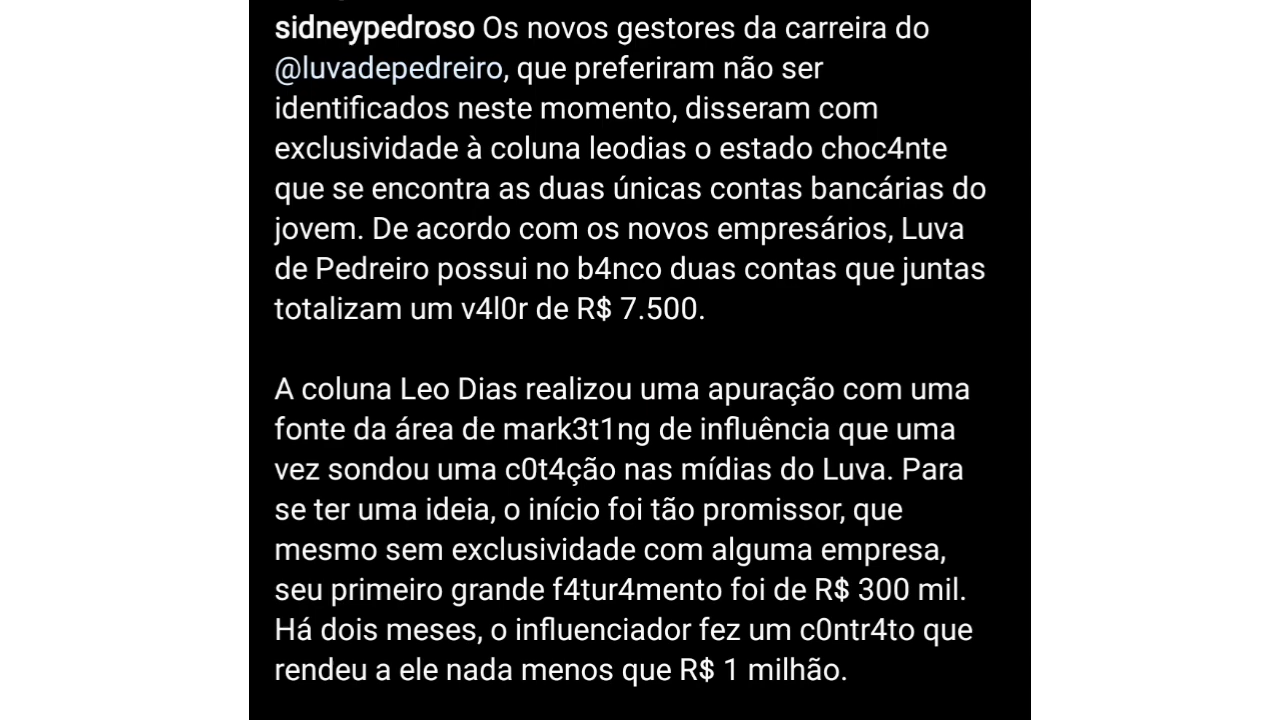 sidneypedroso Os novos gestores da carreira do
@luvadepedreiro, que preferiram não ser
identificados neste momento, disseram com
exclusividade à coluna leodias o estado choc4nte
que se encontra as duas únicas contas bancárias do
jovem. De acordo com os novos empresários, Luva
de Pedreiro possui no b4nco duas contas que juntas
totalizam um v4l0r de R$ 7.500.
A coluna Leo Dias realizou uma apuração com uma
fonte da área de mark3t1ng de influência que uma
vez sondou uma c0t4ção nas mídias do Luva. Para
se ter uma ideia, o início foi tão promissor, que
mesmo sem exclusividade com alguma empresa,
seu primeiro grande f4tur4mento foi de R$ 300 mil.
Há dois meses, o influenciador fez um c0ntr4to que
rendeu a ele nada menos que R$ 1 milhão.